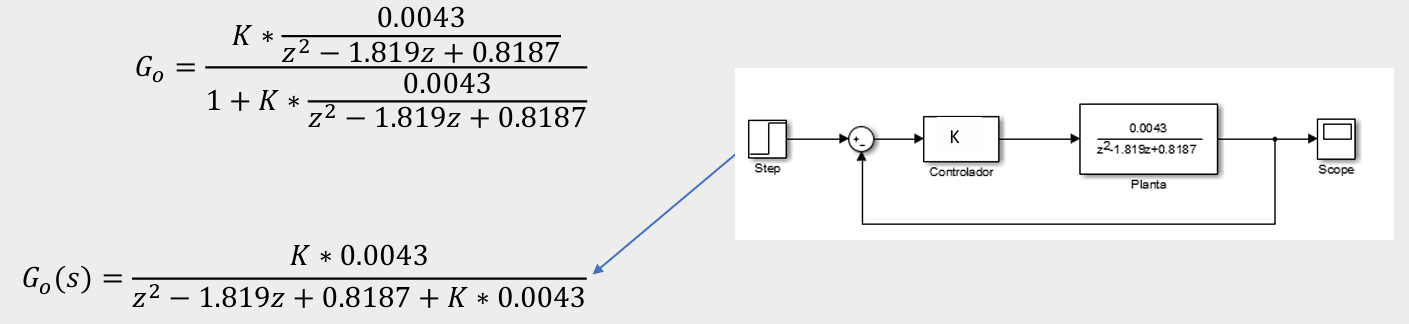 G_o = \frac{K * \frac{0.0043}{z^2 - 1.819z + 0.8187}}{1 + K * \frac{0.0043}{z^2 - 1.819z + 0.8187}}
G_o(s) = \frac{K * 0.0043}{z^2 - 1.819z + 0.8187 + K * 0.0043}
Step
+-
K
Controlador
0.0043
z²-1.819z+0.8187
Planta
Scope